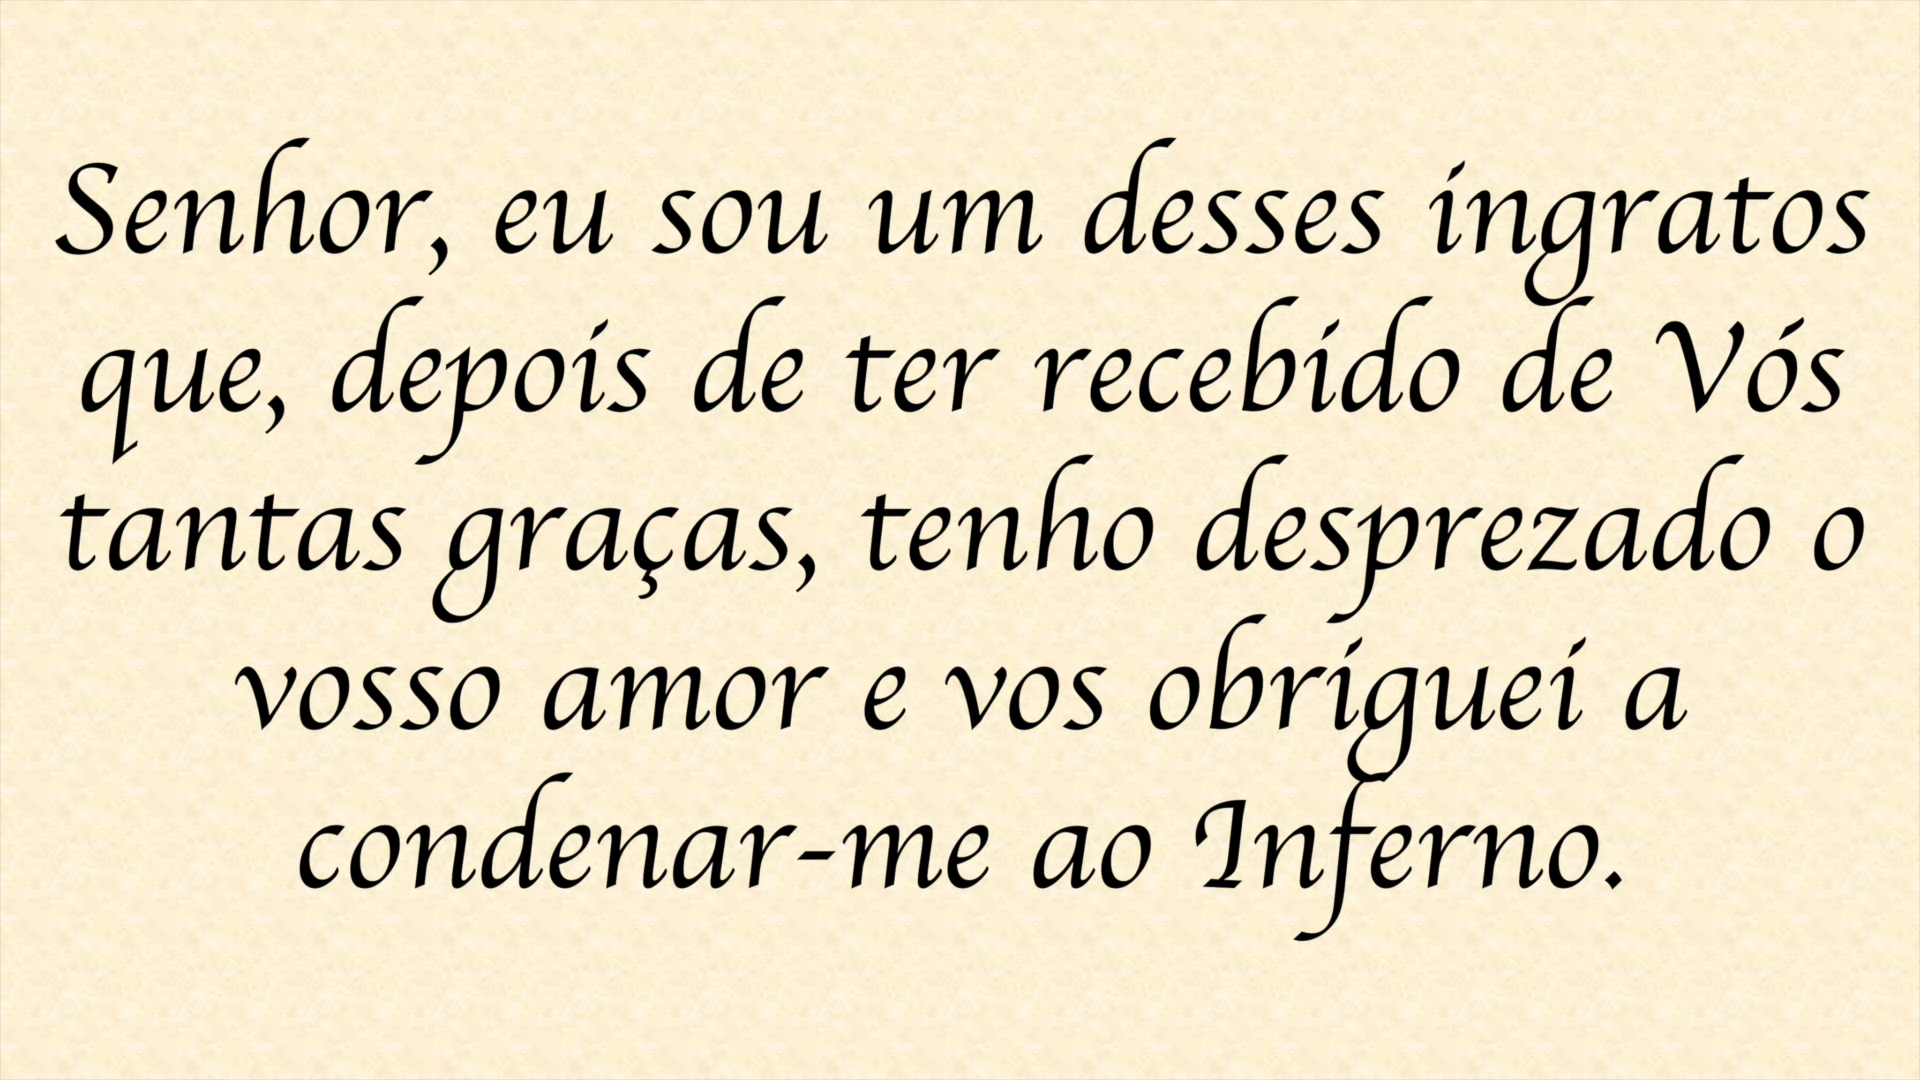 Senhor, eu sou um desses ingratos
que, depois de ter recebido de Vós
tantas graças, tenho desprezado o
vosso amor e vos obriguei a
condenar-me ao Inferno.